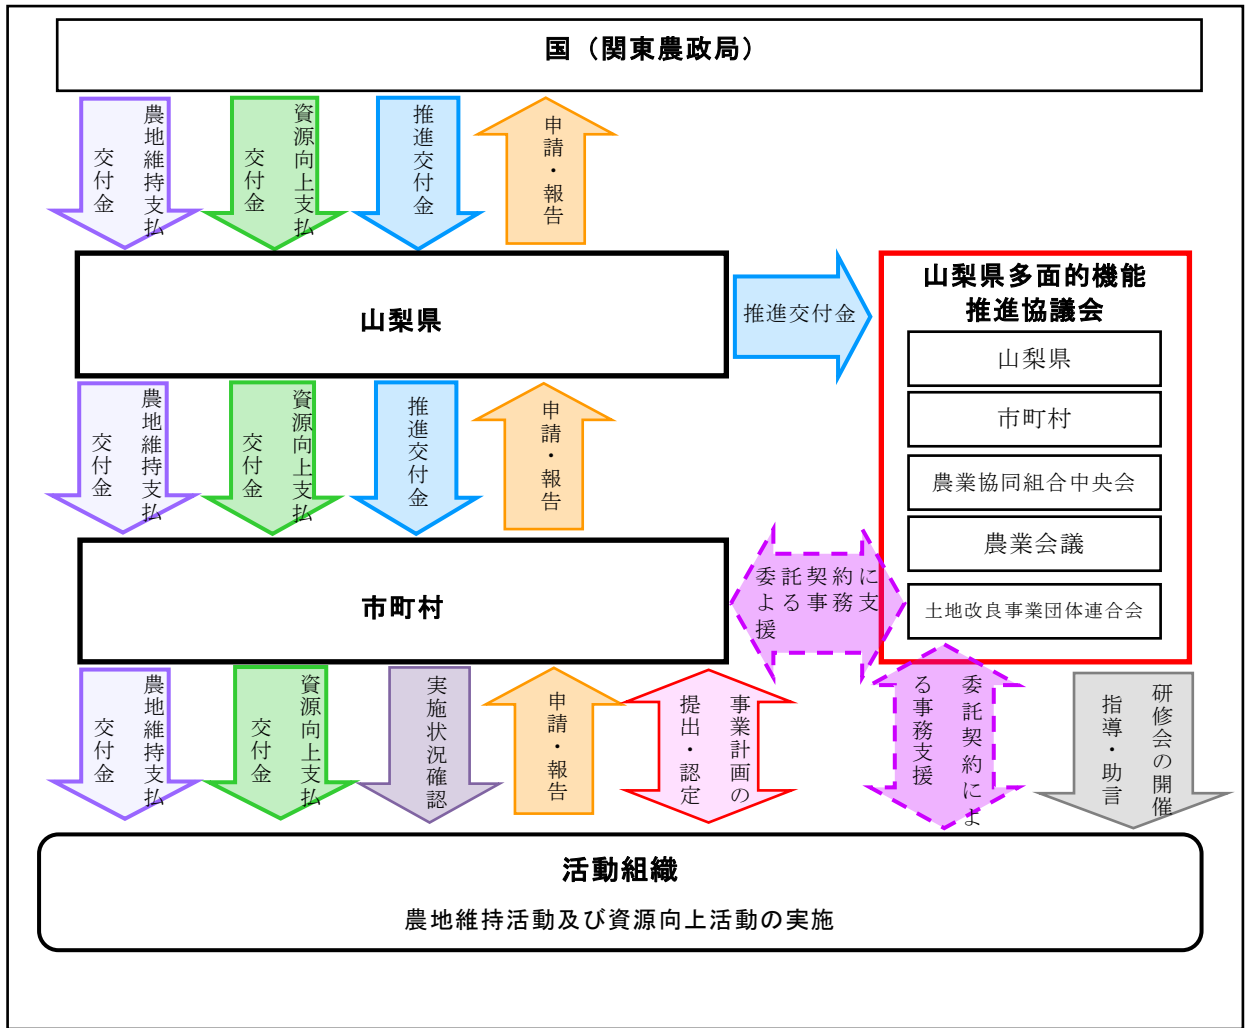 国（関東農政局）
農地維持支払
交付金
資源向上支払
交付金
推進交付金
申請・報告
山梨県
推進交付金
山梨県多面的機能
推進協議会
山梨県
市町村
農業協同組合中央会
農業会議
土地改良事業団体連合会
農地維持支払
交付金
資源向上支払
交付金
推進交付金
申請・報告
市町村
委託契約に
よる事務支
援
農地維持支払
交付金
資源向上支払
交付金
実施状況確認
申請・報告
事業計画の
提出・認定
委託契約によ
る事務支援
研修会の開催
指導・助言
活動組織
農地維持活動及び資源向上活動の実施